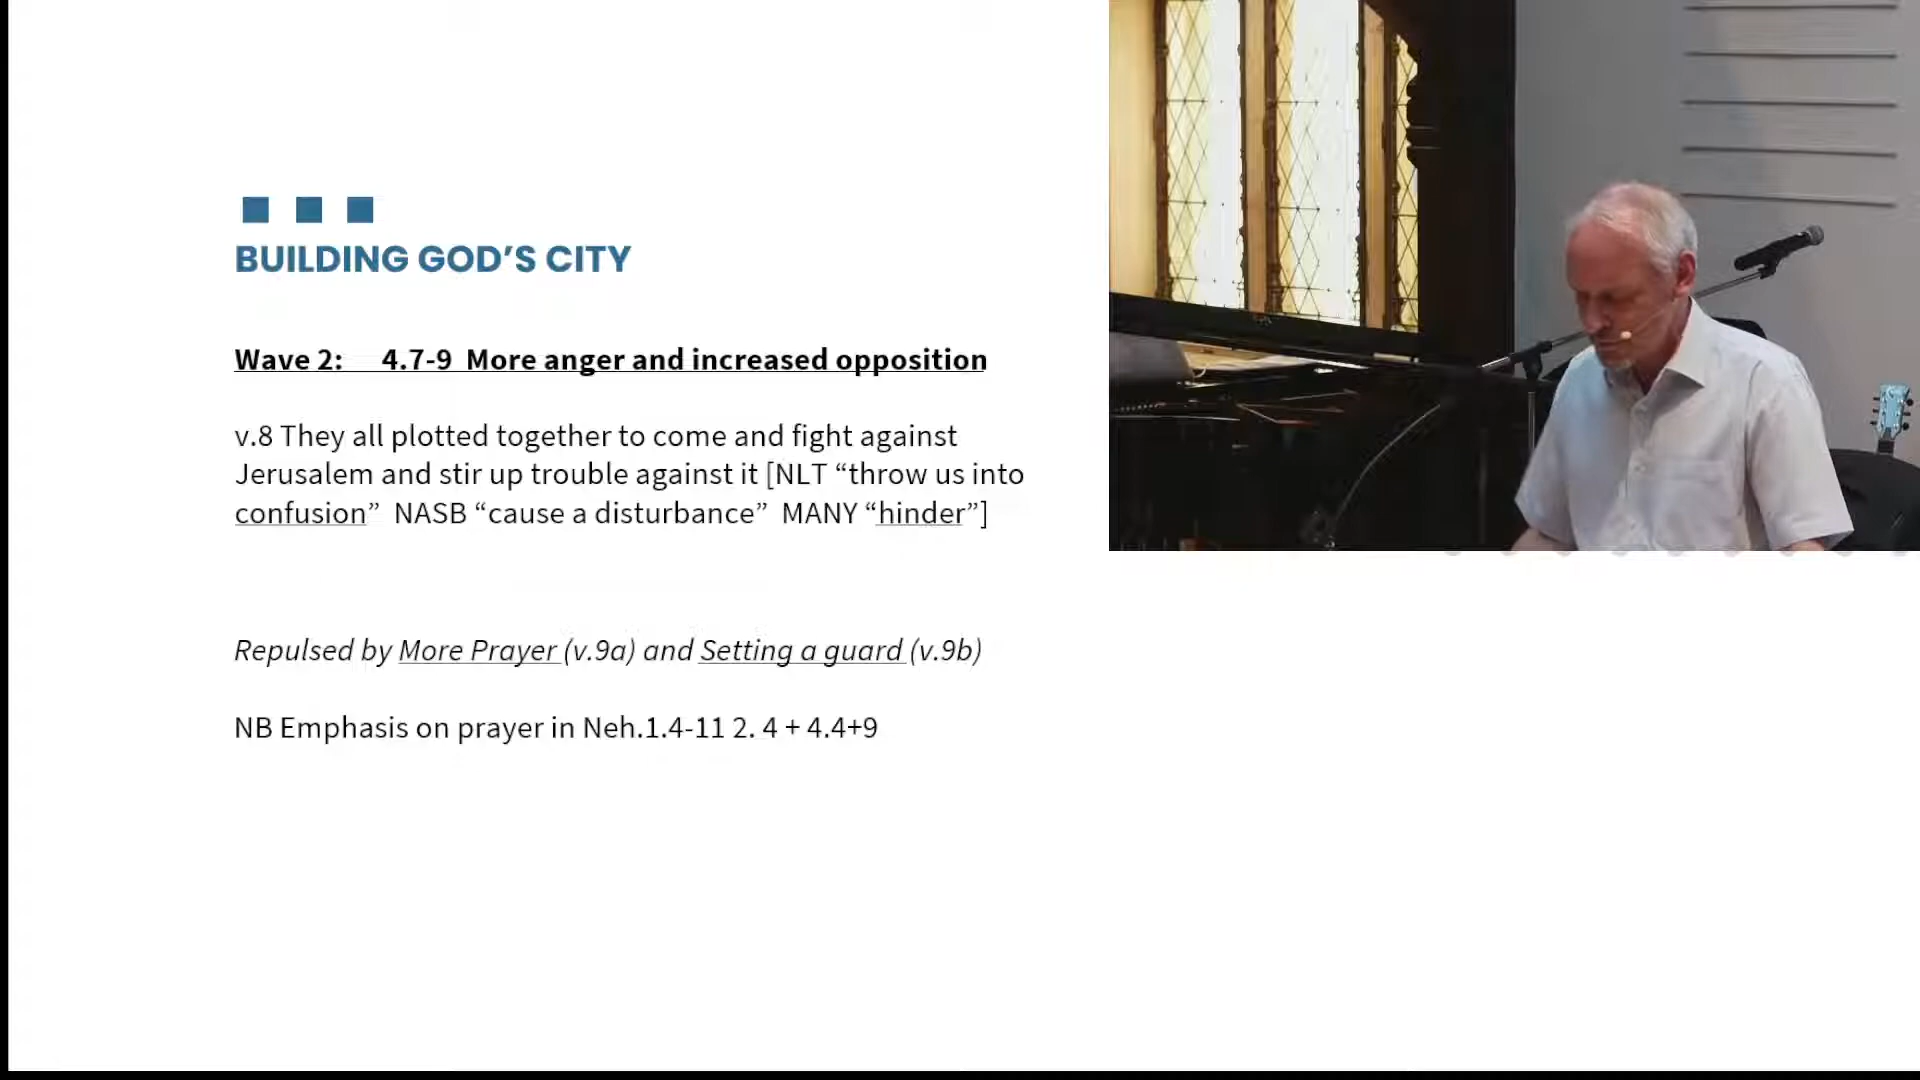 BUILDING GOD’S CITY
Wave 2: 4.7-9 More anger and increased opposition
v.8 They all plotted together to come and fight against
Jerusalem and stir up trouble against it [NLT “throw us into
confusion” NASB “cause a disturbance” MANY “hinder”]
Repulsed by More Prayer (v.9a) and Setting a guard (v.9b)
NB Emphasis on prayer in Neh.1.4-11 2. 4 + 4.4+9